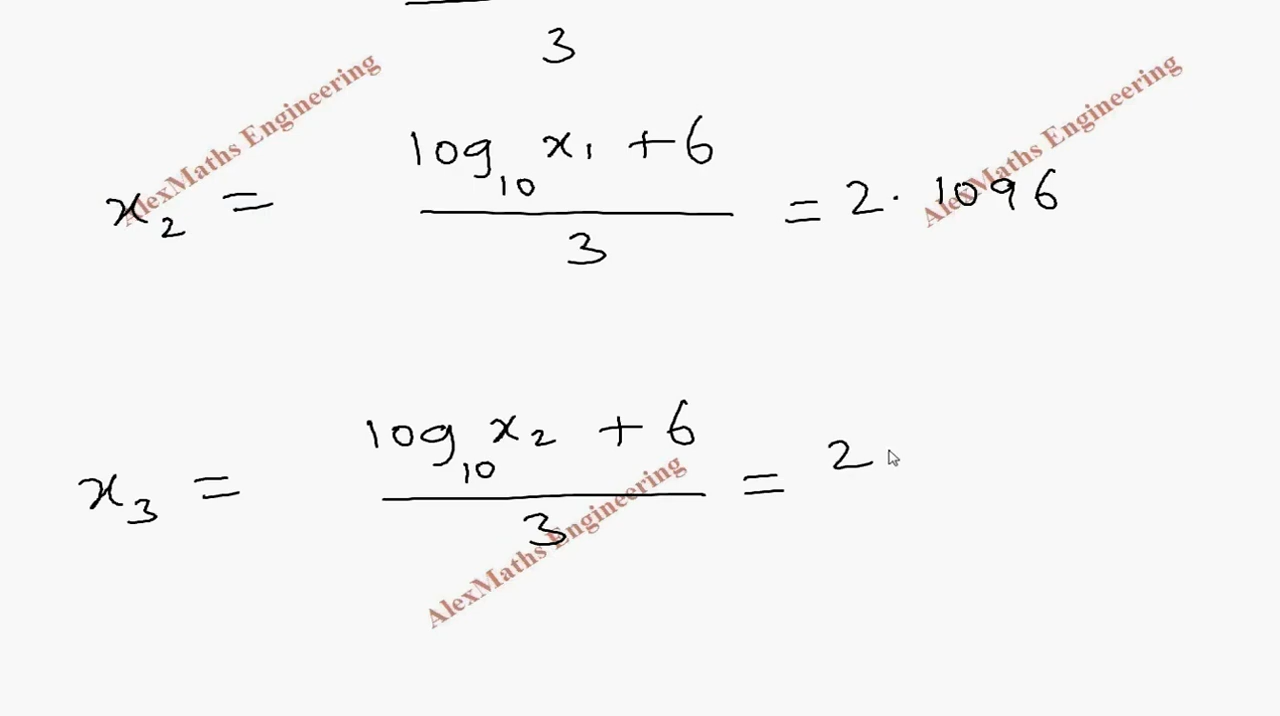 3
AlexMaths Engineering
AlexMaths Engineering
x₂ = (log₁₀ x₁ + 6) / 3 = 2.1096
x₃ = (log₁₀ x₂ + 6) / 3 = 2.
AlexMaths Engineering